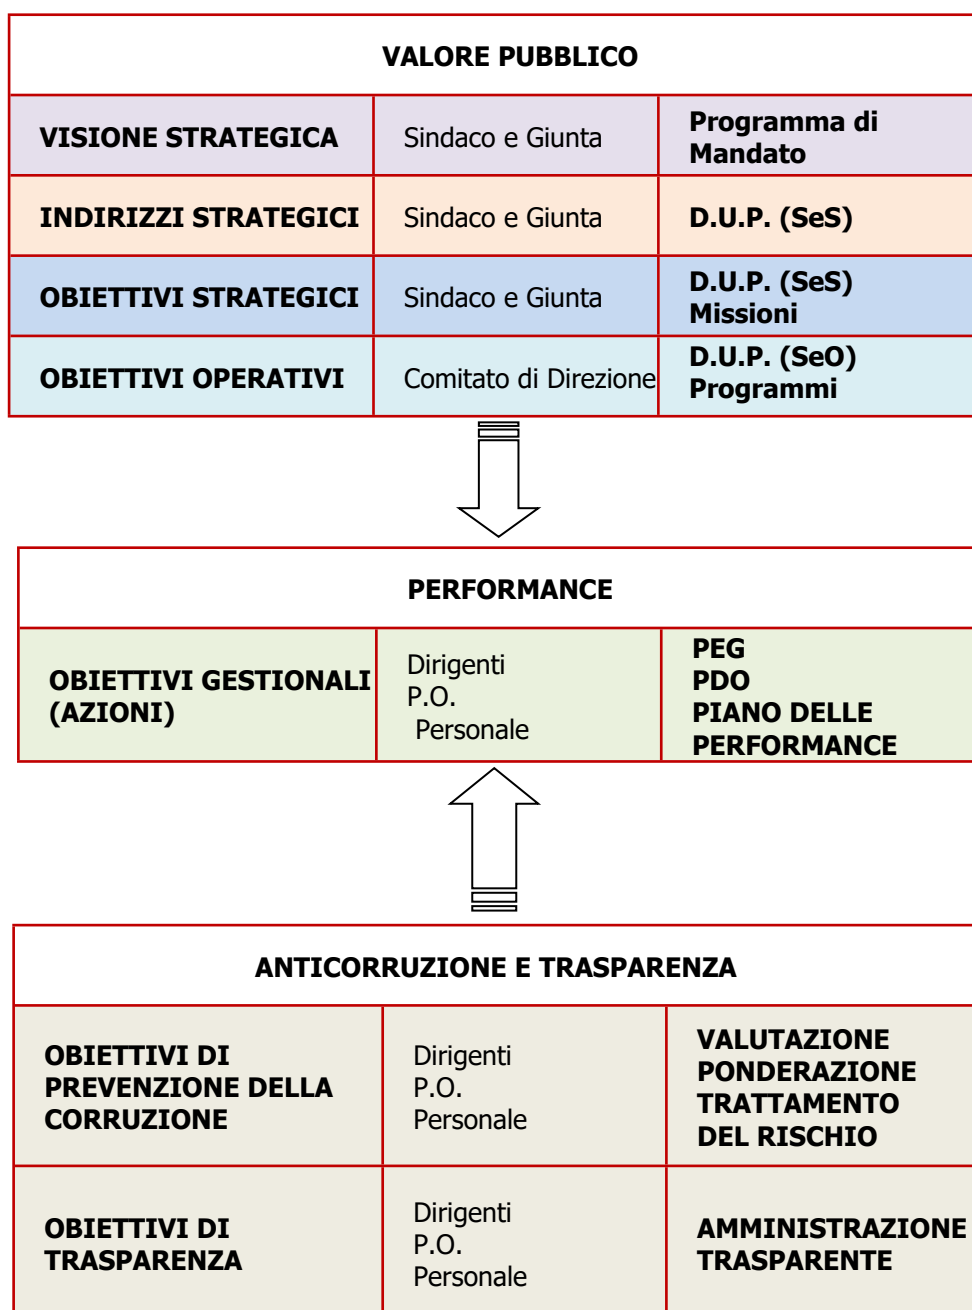 VALORE PUBBLICO
VISIONE STRATEGICA
Sindaco e Giunta
Programma di
Mandato
INDIRIZZI STRATEGICI
Sindaco e Giunta
D.U.P. (SeS)
OBIETTIVI STRATEGICI
Sindaco e Giunta
D.U.P. (SeS)
Missioni
OBIETTIVI OPERATIVI
Comitato di Direzione
D.U.P. (SeO)
Programmi
PERFORMANCE
OBIETTIVI GESTIONALI
(AZIONI)
Dirigenti
P.O.
Personale
PEG
PDO
PIANO DELLE
PERFORMANCE
ANTICORRUZIONE E TRASPARENZA
OBIETTIVI DI
PREVENZIONE DELLA
CORRUZIONE
Dirigenti
P.O.
Personale
VALUTAZIONE
PONDERAZIONE
TRATTAMENTO
DEL RISCHIO
OBIETTIVI DI
TRASPARENZA
Dirigenti
P.O.
Personale
AMMINISTRAZIONE
TRASPARENTE